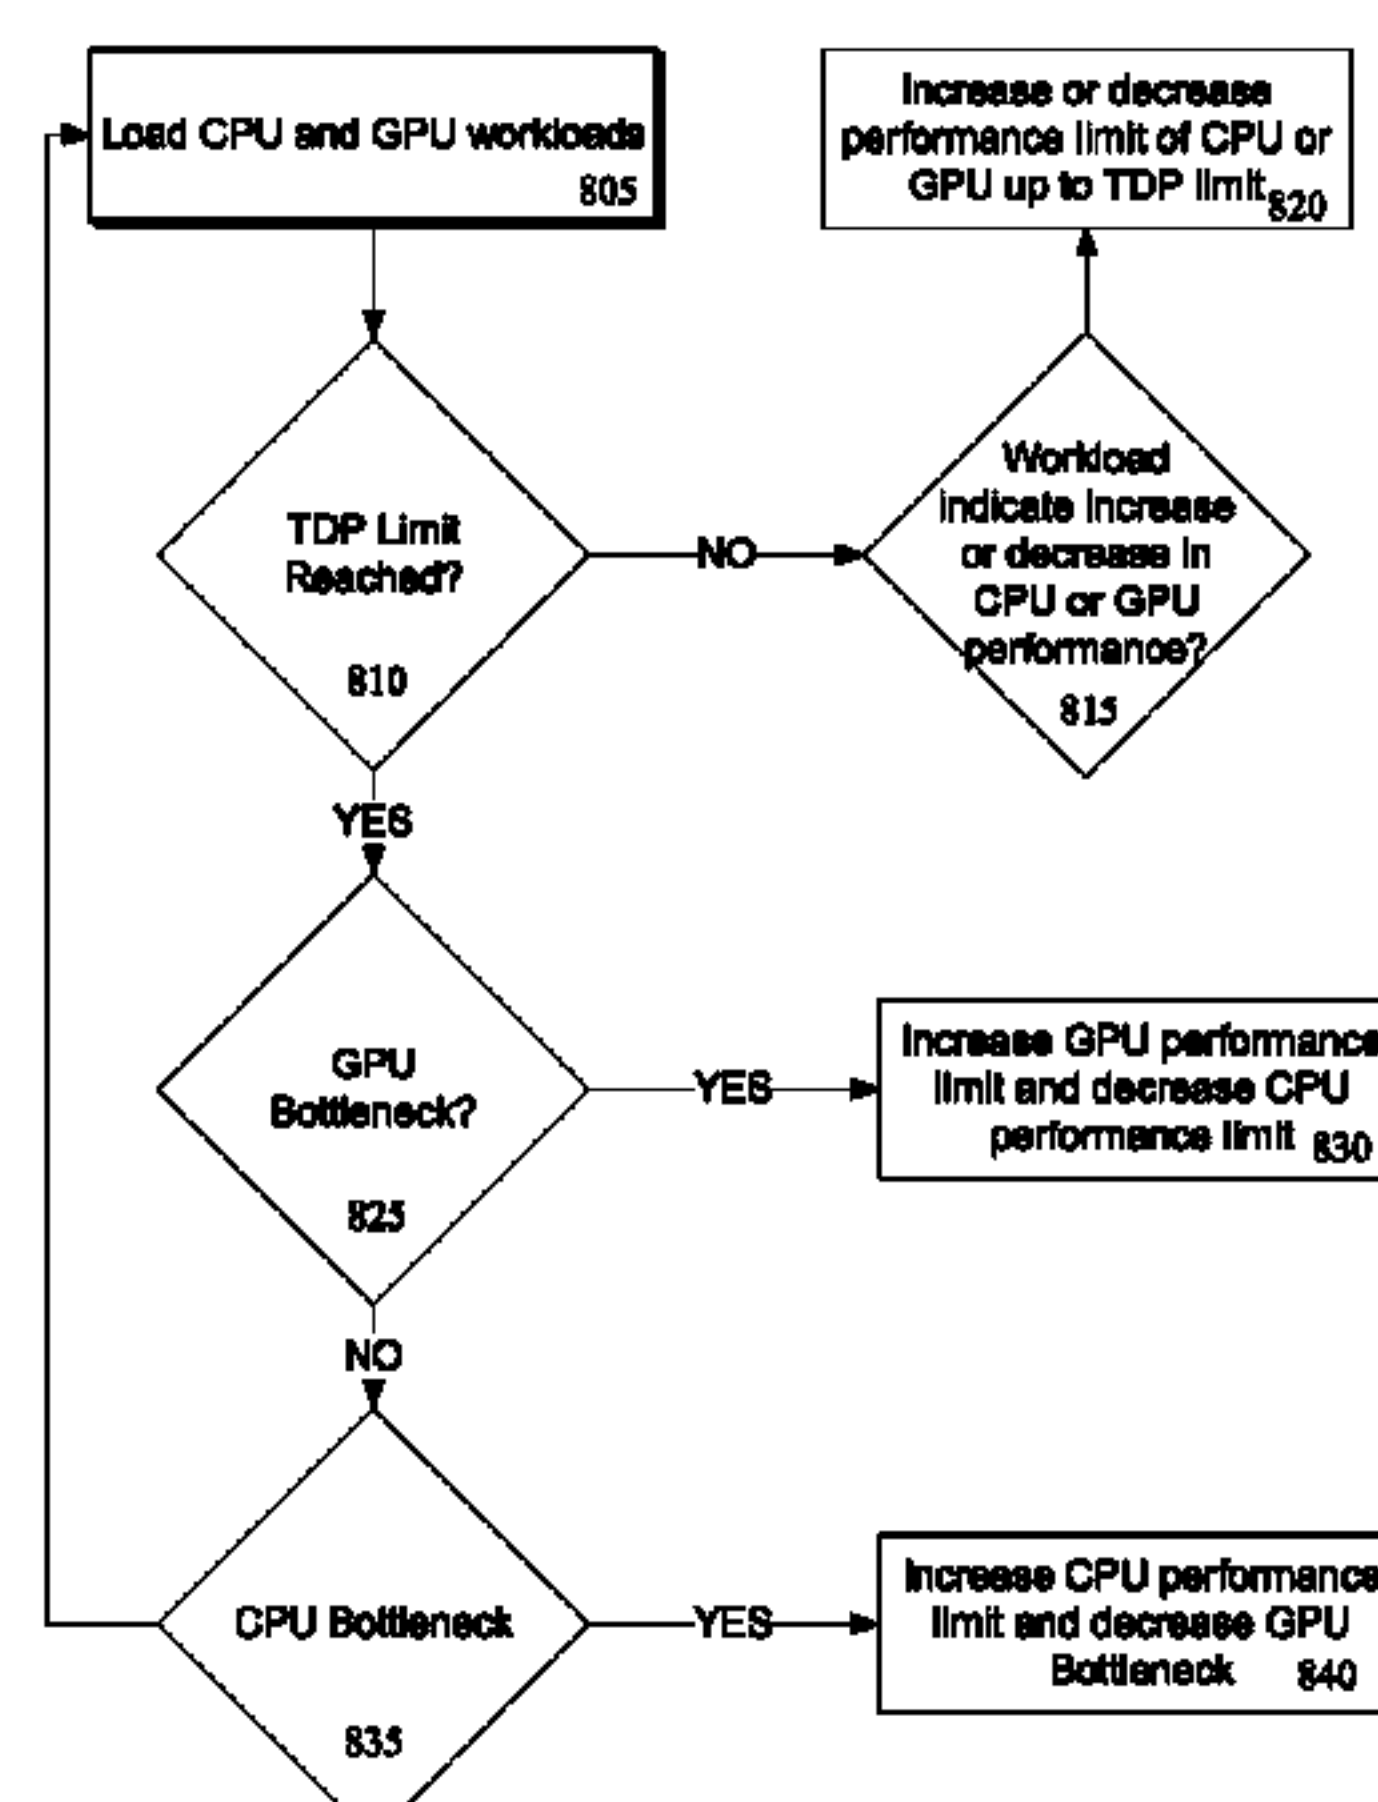 Load CPU and GPU workloads
805
Increase or decrease
performance limit of CPU or
GPU up to TDP limit
820
TDP Limit
Reached?
810
NO
Workload
indicate increase
or decrease in
CPU or GPU
performance?
815
YES
GPU
Bottleneck?
825
YES
Increase GPU performance
limit and decrease CPU
performance limit
830
NO
CPU Bottleneck
835
YES
Increase CPU performance
limit and decrease GPU
Bottleneck
840